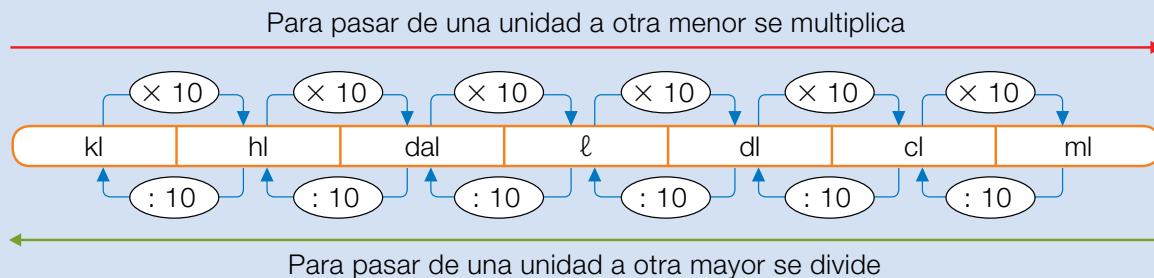 Para pasar de una unidad a otra menor se multiplica
× 10 × 10 × 10 × 10 × 10 × 10
kl hl dal ℓ dl cl ml
: 10 : 10 : 10 : 10 : 10 : 10
Para pasar de una unidad a otra mayor se divide